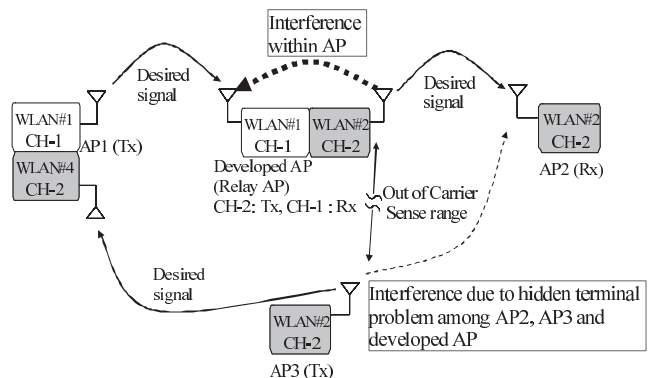 Interference
within AP
Desired
signal
Desired
signal
WLAN#1
CH-1
AP1 (Tx)
WLAN#4
CH-2
WLAN#1
CH-1
WLAN#2
CH-2
Developed AP
(Relay AP)
CH-2: Tx, CH-1 : Rx
WLAN#2
CH-2
AP2 (Rx)
Out of Carrier
Sense range
Desired
signal
WLAN#2
CH-2
AP3 (Tx)
Interference due to hidden terminal
problem among AP2, AP3 and
developed AP